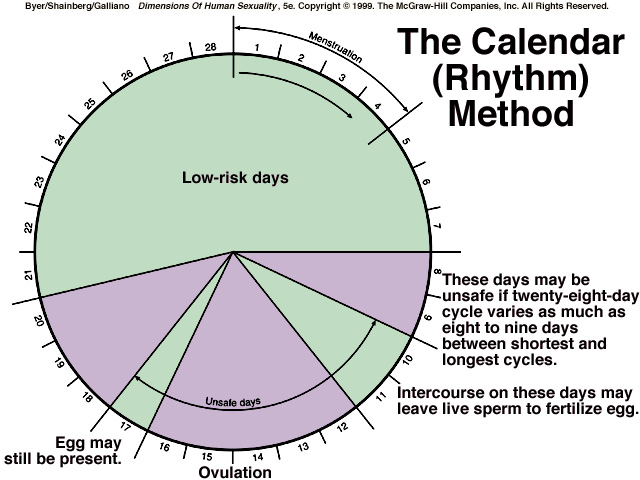 Byer/Shainberg/Galliano Dimensions Of Human Sexuality, 5e. Copyright © 1999. The McGraw-Hill Companies, Inc. All Rights Reserved.
The Calendar
(Rhythm)
Method
Menstruation
28
1
2
3
4
5
6
7
8
9
10
11
12
13
14
15
16
17
18
19
20
21
22
23
24
25
26
27
Low-risk days
These days may be
unsafe if twenty-eight-day
cycle varies as much as
eight to nine days
between shortest and
longest cycles.
Intercourse on these days may
leave live sperm to fertilize egg.
Unsafe days
Egg may
still be present.
Ovulation